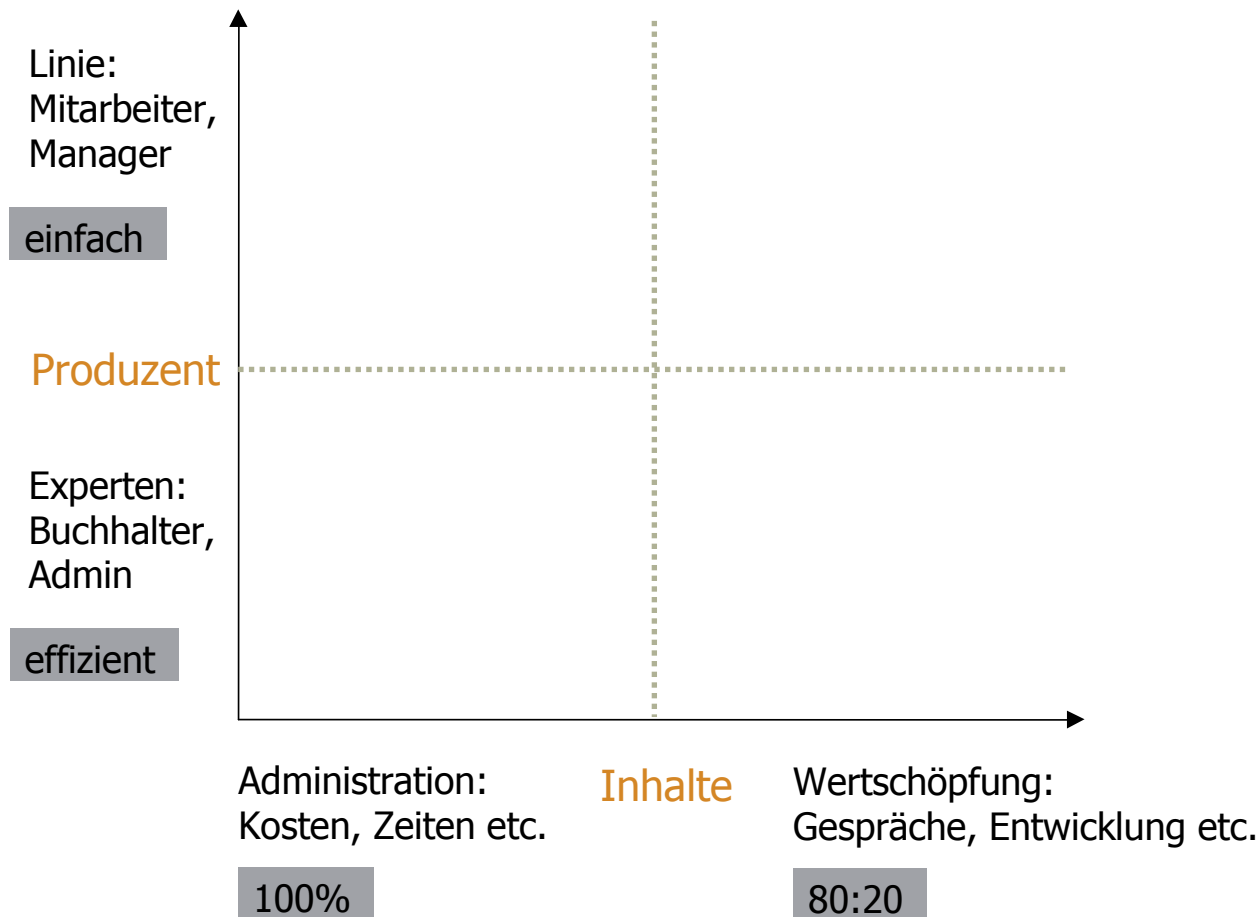 Linie:
Mitarbeiter,
Manager
einfach
Produzent
Experten:
Buchhalter,
Admin
effizient
Administration:
Kosten, Zeiten etc.
100%
Inhalte
Wertschöpfung:
Gespräche, Entwicklung etc.
80:20